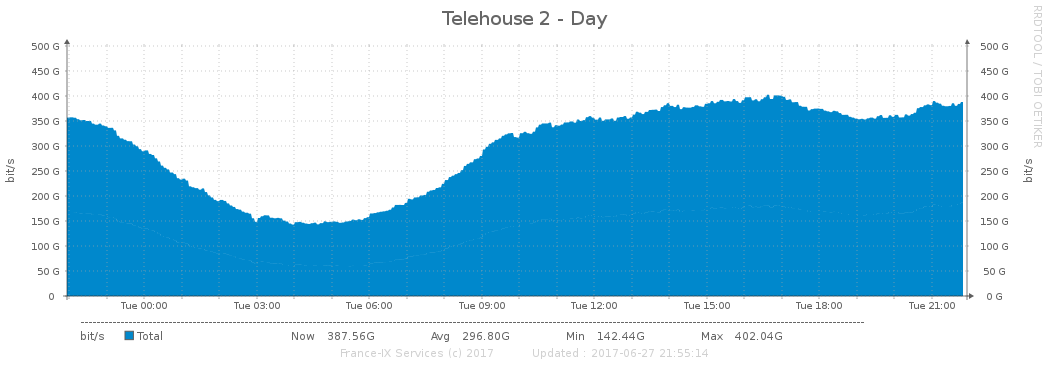 Telehouse 2 - Day
RRDTOOL / TOBI OETIKER
bit/s
500 G 500 G
450 G 450 G
400 G 400 G
350 G 350 G
300 G 300 G
250 G 250 G
200 G 200 G
150 G 150 G
100 G 100 G
50 G 50 G
0 0 G
bit/s
Tue 00:00 Tue 03:00 Tue 06:00 Tue 09:00 Tue 12:00 Tue 15:00 Tue 18:00 Tue 21:00
bit/s Total Now 387.56G Avg 296.80G Min 142.44G Max 402.04G
France-IX Services (c) 2017 Updated : 2017-06-27 21:55:14